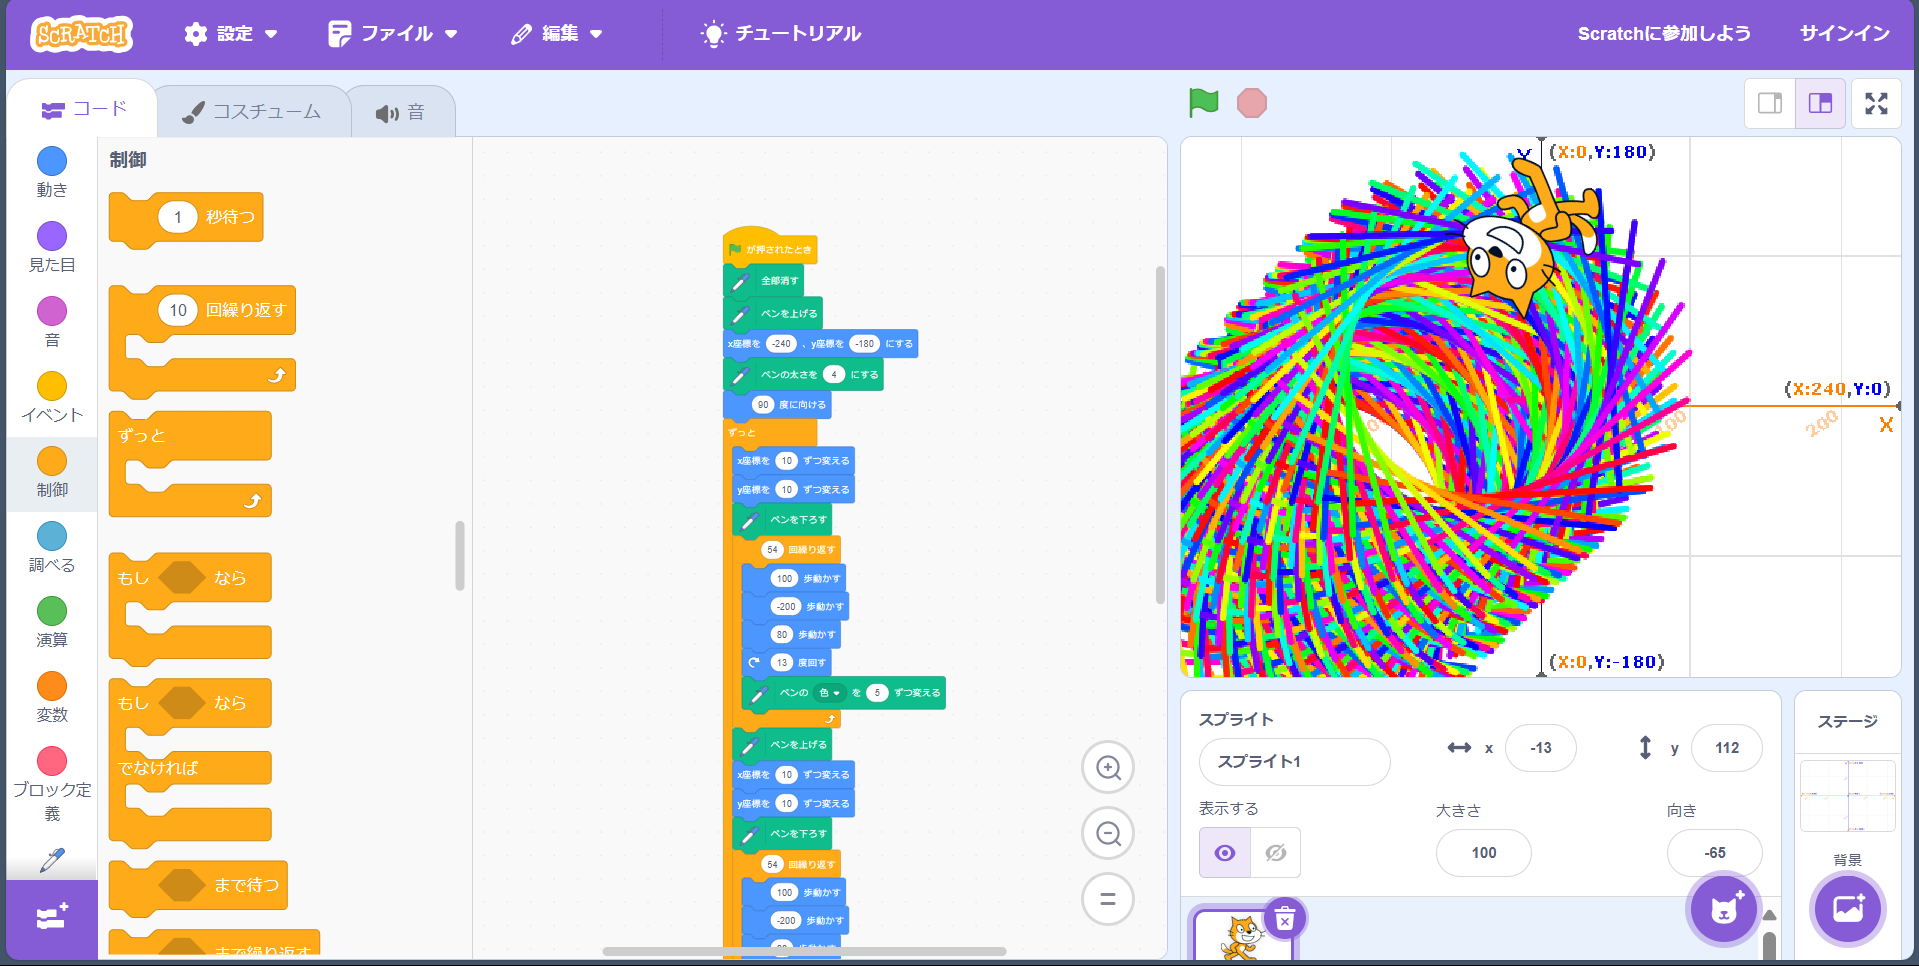 SCRATCH
設定
ファイル
編集
チュートリアル
Scratchに参加しよう
サインイン
コード
コスチューム
音
動き
見た目
音
イベント
制御
調べる
演算
変数
ブロック定
義
制御
1 秒待つ
10 回繰り返す
ずっと
もし なら
もし なら
でなければ
まで待つ
まで繰り返す
が押されたとき
全部消す
ペンを上げる
x座標を -240 、y座標を -180 にする
ペンの太さを 4 にする
90 度に向ける
ずっと
x座標を 10 ずつ変える
y座標を 10 ずつ変える
ペンを下ろす
54 回繰り返す
100 歩動かす
-200 歩動かす
80 歩動かす
13 度回す
ペンの 色 を 5 ずつ変える
ペンを上げる
x座標を 10 ずつ変える
y座標を 10 ずつ変える
ペンを下ろす
54 回繰り返す
100 歩動かす
-200 歩動かす
80 歩動かす
Y
(X:0,Y:180)
(X:240,Y:0)
200
X
(X:0,Y:-180)
スプライト
スプライト1
x -13
y 112
表示する
大きさ
100
向き
-65
ステージ
背景